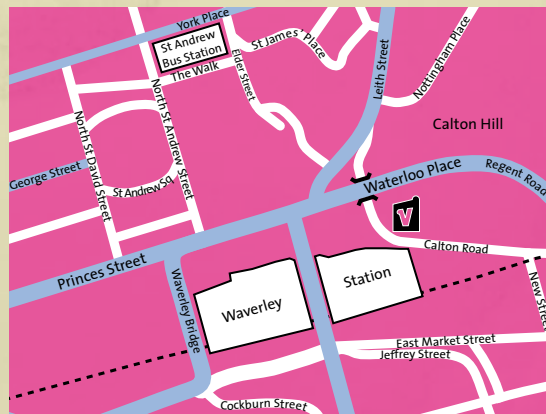 York Place
St Andrew
Bus Station
St James' Place
The Walk
Elder Street
Leith Street
Nottingham Place
Calton Hill
North St David Street
North St Andrew Street
George Street
St Andrew Sq.
Waterloo Place
Regent Road
V
Calton Road
Princes Street
Waverley Bridge
Waverley
Station
New Street
East Market Street
Jeffrey Street
Cockburn Street